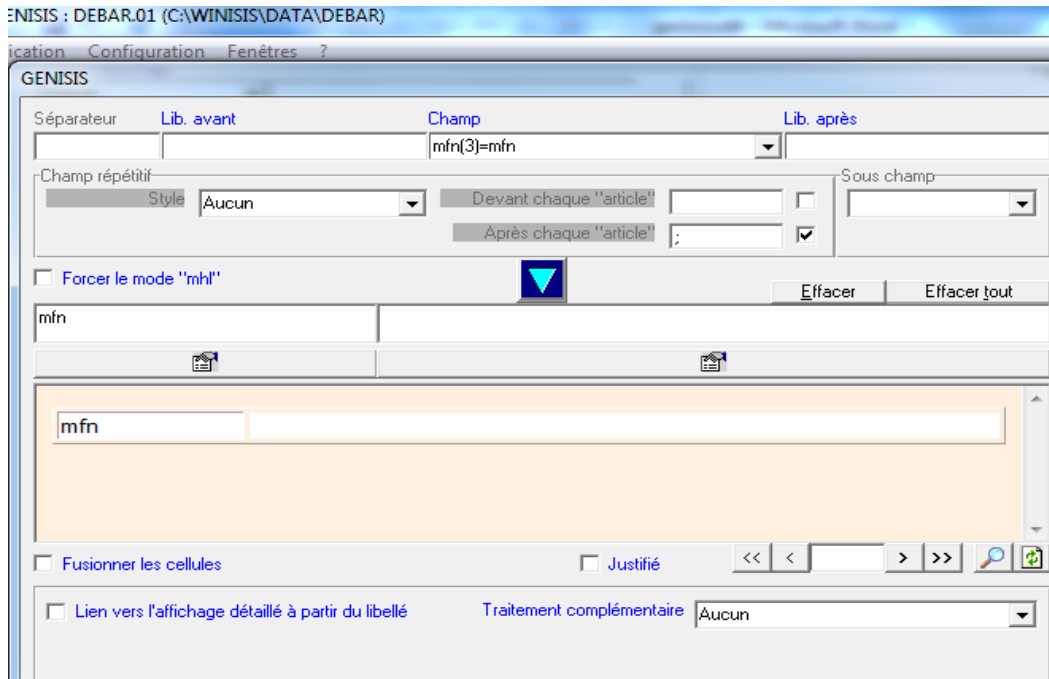 ENISIS : DEBAR.01 (C:\WINISIS\DATA\DEBAR)
ication Configuration Fenêtres ?
GENISIS
Séparateur Lib. avant Champ Lib. après
mfn(3)=mfn
Champ répétitif Sous champ
Style Aucun Devant chaque "article"
Après chaque "article" ;
Forcer le mode "mhl"
Effacer Effacer tout
mfn
mfn
Fusionner les cellules Justifié << < > >>
Lien vers l'affichage détaillé à partir du libellé Traitement complémentaire Aucun